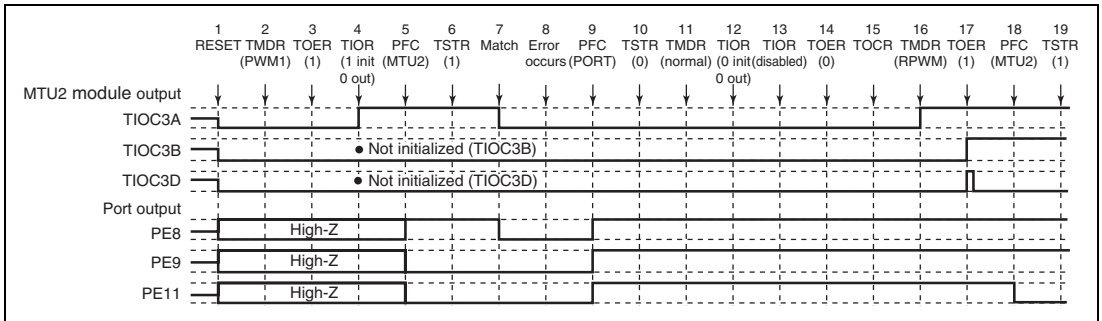 1 2 3 4 5 6 7 8 9 10 11 12 13 14 15 16 17 18 19
RESET TMDR TOER TIOR PFC TSTR Match Error PFC TSTR TMDR TIOR TIOR TOER TOCR TMDR TOER PFC TSTR
(PWM1) (1) (1 init (MTU2) (1) occurs (PORT) (0) (normal) (0 init (disabled) (0) (RPWM) (1) (MTU2) (1)
0 out) 0 out)
MTU2 module output
TIOC3A
TIOC3B • Not initialized (TIOC3B)
TIOC3D • Not initialized (TIOC3D)
Port output
PE8 High-Z
PE9 High-Z
PE11 High-Z